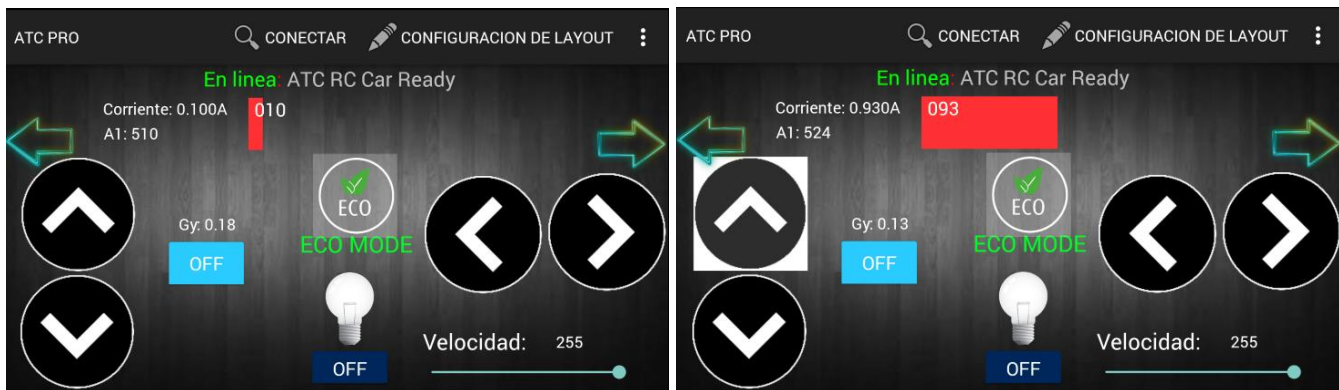 ATC PRO CONECTAR CONFIGURACION DE LAYOUT
En linea: ATC RC Car Ready
Corriente: 0.100A 010
A1: 510
ECO
Gy: 0.18
ECO MODE
OFF
Velocidad: 255
OFF
ATC PRO CONECTAR CONFIGURACION DE LAYOUT
En linea: ATC RC Car Ready
Corriente: 0.930A 093
A1: 524
ECO
Gy: 0.13
ECO MODE
OFF
Velocidad: 255
OFF